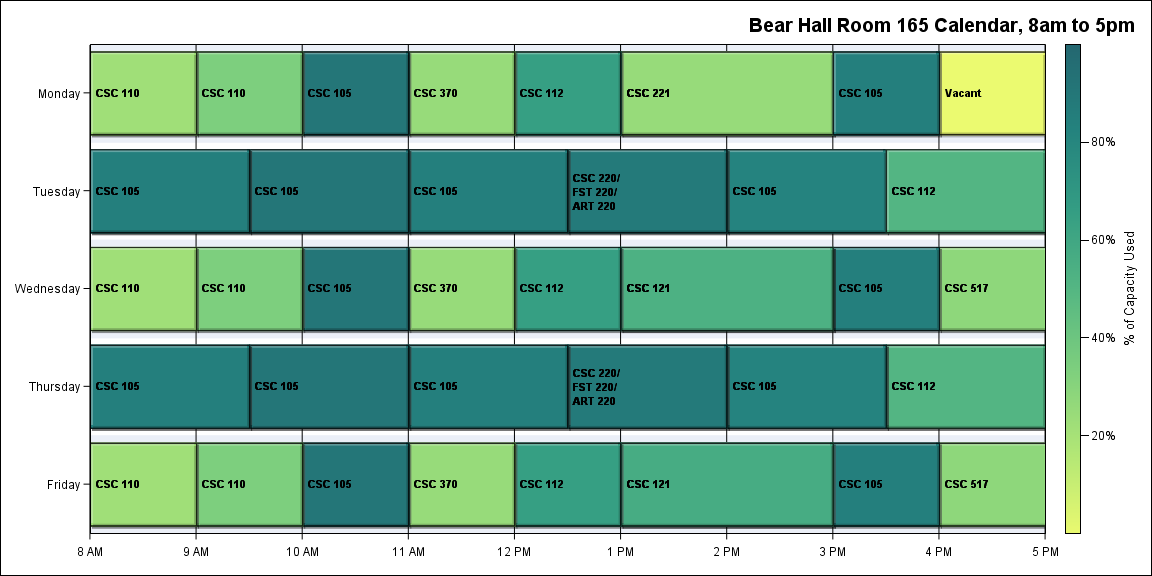 Bear Hall Room 165 Calendar, 8am to 5pm
Monday
CSC 110
CSC 110
CSC 105
CSC 370
CSC 112
CSC 221
CSC 105
Vacant
Tuesday
CSC 105
CSC 105
CSC 105
CSC 220/
FST 220/
ART 220
CSC 105
CSC 112
Wednesday
CSC 110
CSC 110
CSC 105
CSC 370
CSC 112
CSC 121
CSC 105
CSC 517
Thursday
CSC 105
CSC 105
CSC 105
CSC 220/
FST 220/
ART 220
CSC 105
CSC 112
Friday
CSC 110
CSC 110
CSC 105
CSC 370
CSC 112
CSC 121
CSC 105
CSC 517
8 AM
9 AM
10 AM
11 AM
12 PM
1 PM
2 PM
3 PM
4 PM
5 PM
80%
60%
40%
20%
% of Capacity Used